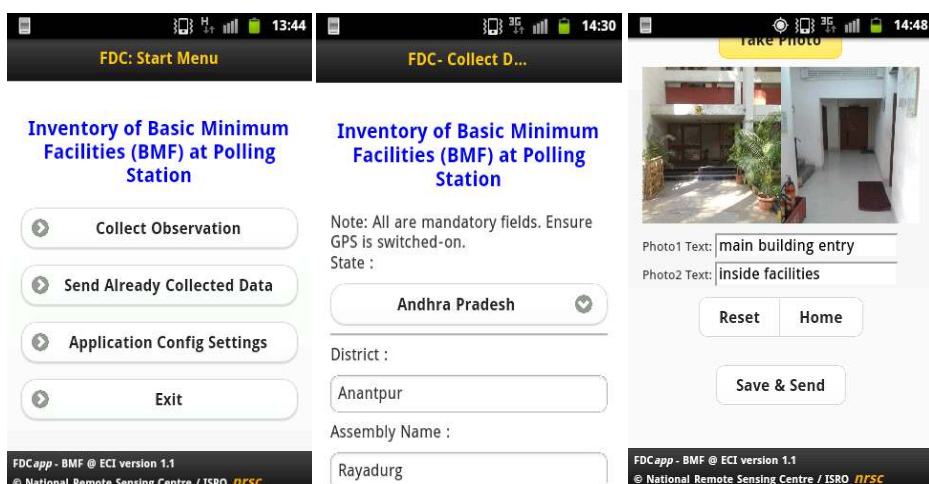 13:44
FDC: Start Menu
Inventory of Basic Minimum
Facilities (BMF) at Polling
Station
Collect Observation
Send Already Collected Data
Application Config Settings
Exit
FDCapp - BMF @ ECI version 1.1
© National Remote Sensing Centre / ISRO nrsc
3G 14:30
FDC- Collect D...
Inventory of Basic Minimum
Facilities (BMF) at Polling
Station
Note: All are mandatory fields. Ensure
GPS is switched-on.
State :
Andhra Pradesh
District :
Anantpur
Assembly Name :
Rayadurg
3G 14:48
Take Photo
Photo1 Text: main building entry
Photo2 Text: inside facilities
Reset Home
Save & Send
FDCapp - BMF @ ECI version 1.1
© National Remote Sensing Centre / ISRO nrsc